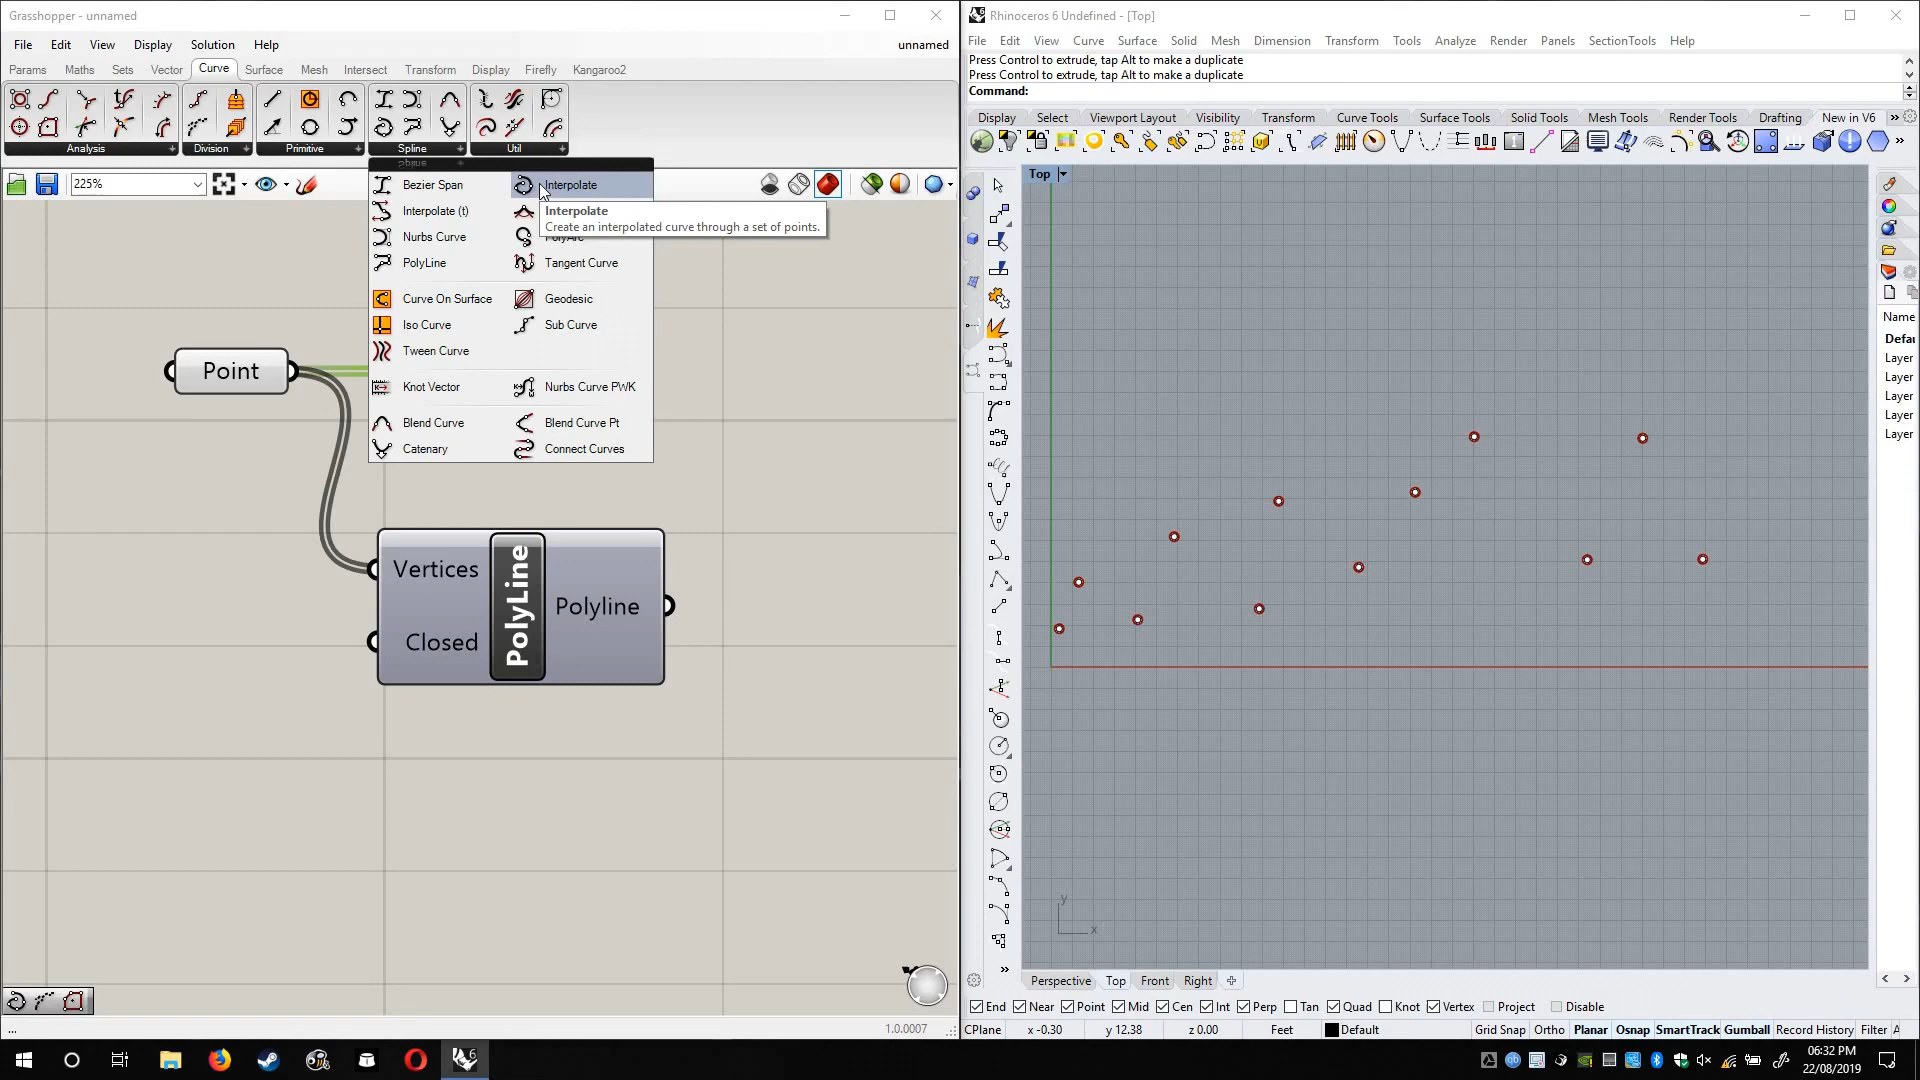 Grasshopper - unnamed
File Edit View Display Solution Help
unnamed
Params Maths Sets Vector Curve Surface Mesh Intersect Transform Display Firefly Kangaroo2
Analysis Division Primitive Spline Util
225%
Bezier Span Interpolate
Interpolate (t)
Interpolate
Create an interpolated curve through a set of points.
Nurbs Curve PolyArc
PolyLine Tangent Curve
Curve On Surface Geodesic
Iso Curve Sub Curve
Tween Curve
Knot Vector Nurbs Curve PWK
Blend Curve Blend Curve Pt
Catenary Connect Curves
Point
Vertices
Closed
PolyLine
Polyline
...
1.0.0007
Rhinoceros 6 Undefined - [Top]
File Edit View Curve Surface Solid Mesh Dimension Transform Tools Analyze Render Panels SectionTools Help
Press Control to extrude, tap Alt to make a duplicate
Press Control to extrude, tap Alt to make a duplicate
Command:
Display Select Viewport Layout Visibility Transform Curve Tools Surface Tools Solid Tools Mesh Tools Render Tools Drafting New in V6 »
Top
Name
Defau
Layer
Layer
Layer
Layer
Layer
y
x
Perspective Top Front Right
End Near Point Mid Cen Int Perp Tan Quad Knot Vertex Project Disable
CPlane x -0.30 y 12.38 z 0.00 Feet Default Grid Snap Ortho Planar Osnap SmartTrack Gumball Record History Filter A
06:32 PM
22/08/2019